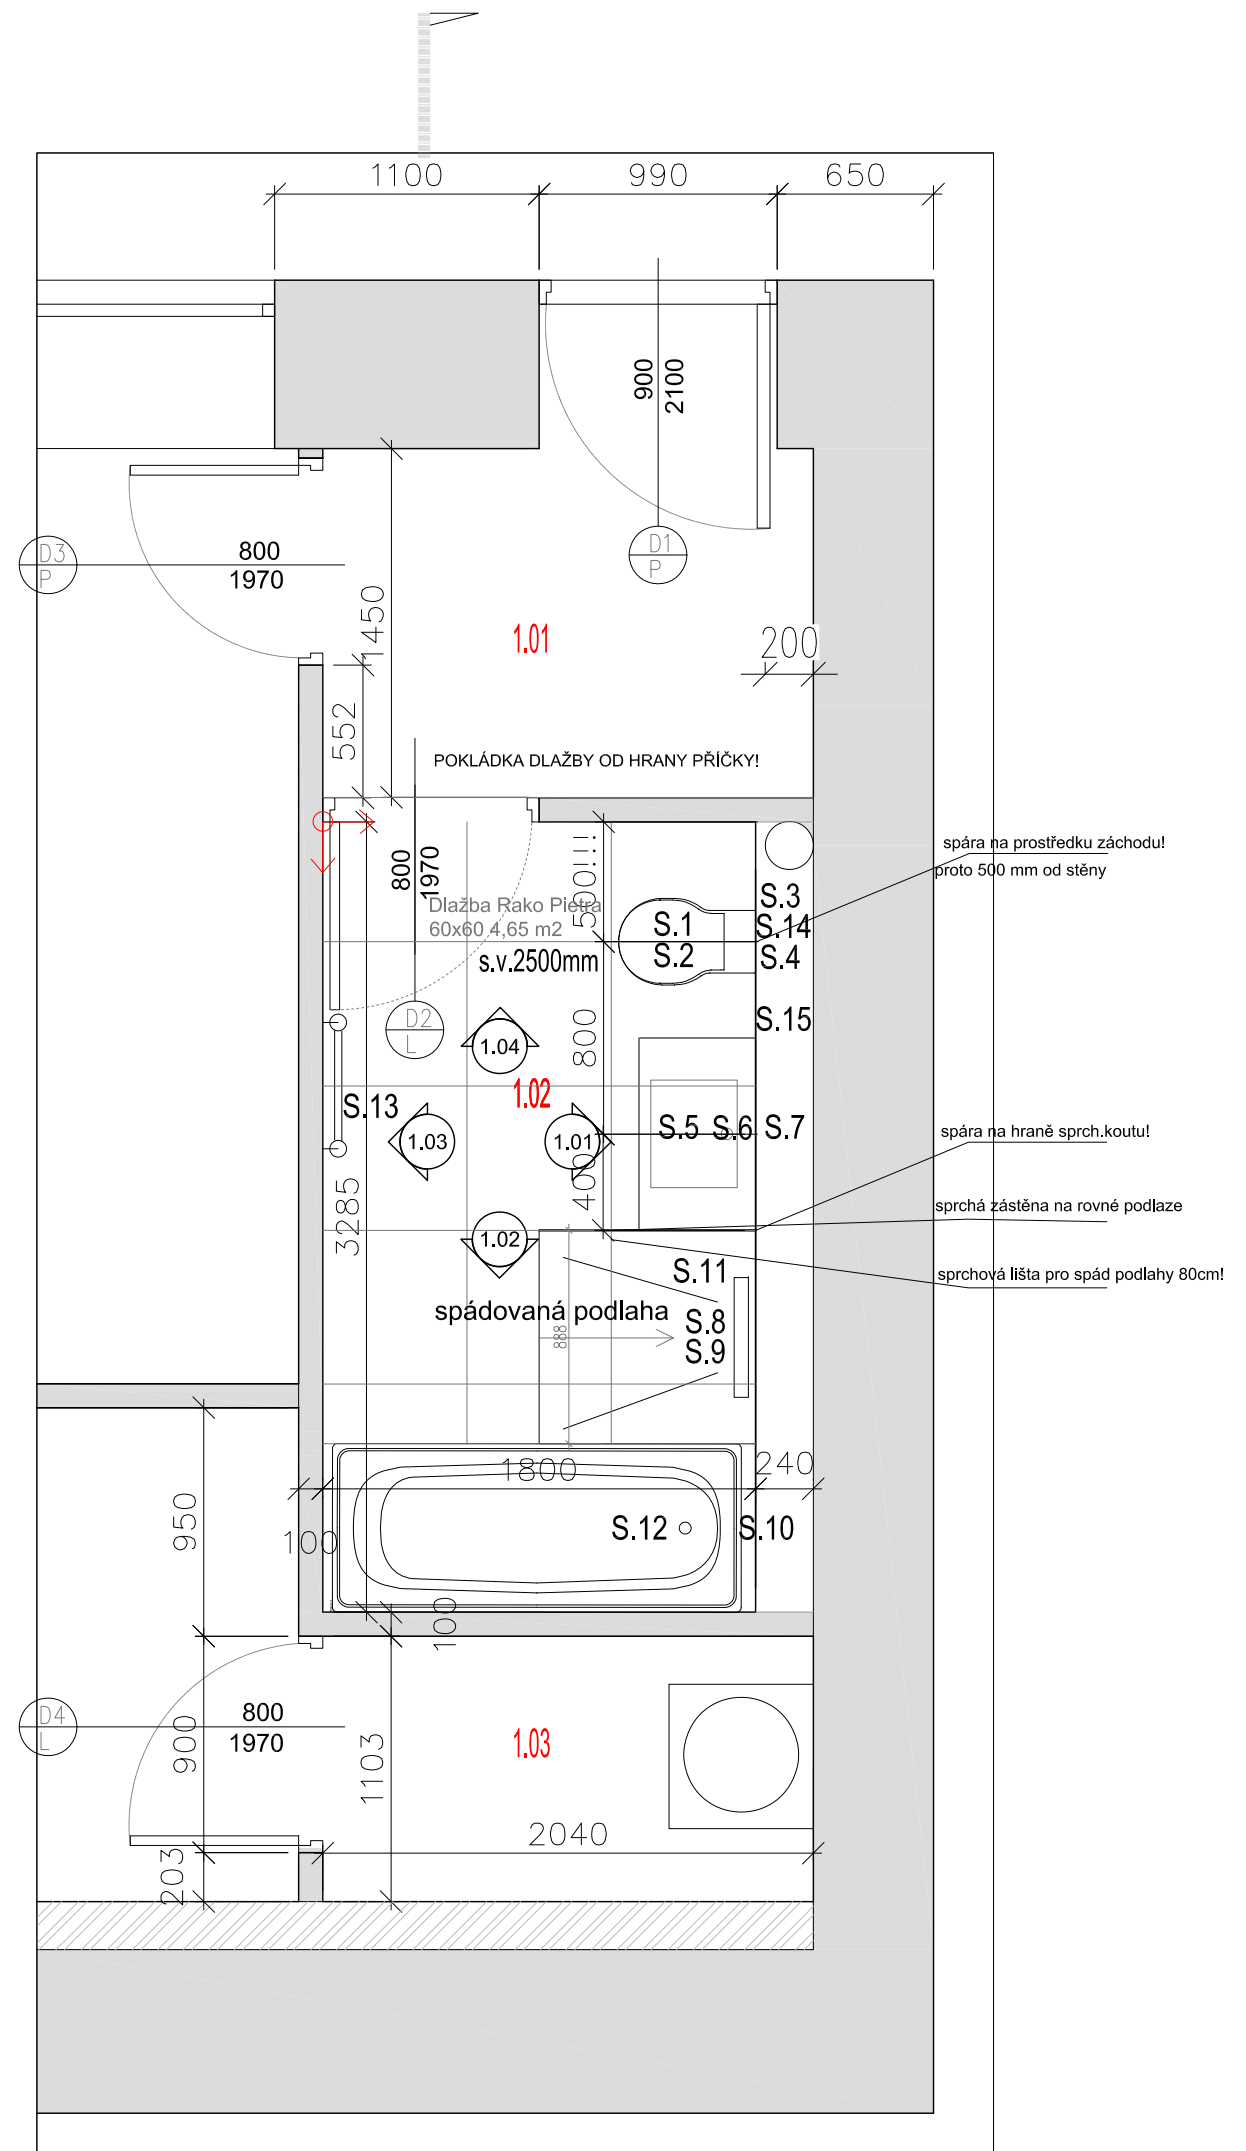 1100
990
650
900
2100
D3
P
800
1970
D1
P
1450
1.01
200
552
POKLÁDKA DLAŽBY OD HRANY PŘÍČKY!
800
1970
500!!!
spára na prostředku záchodu!
proto 500 mm od stěny
Dlažba Rako Pietra
60x60 4,65 m2
s.v.2500mm
S.1
S.2
S.3
S.14
S.4
S.15
D2
L
1.04
800
1.02
S.13
1.03
1.01
S.5
S.6
S.7
spára na hraně sprch.koutu!
400
3285
sprchá zástěna na rovné podlaze
1.02
S.11
sprchová lišta pro spád podlahy 80cm!
spádovaná podlaha
888
S.8
S.9
1800
240
950
100
S.12
S.10
100
D4
L
800
1970
900
1103
1.03
2040
203